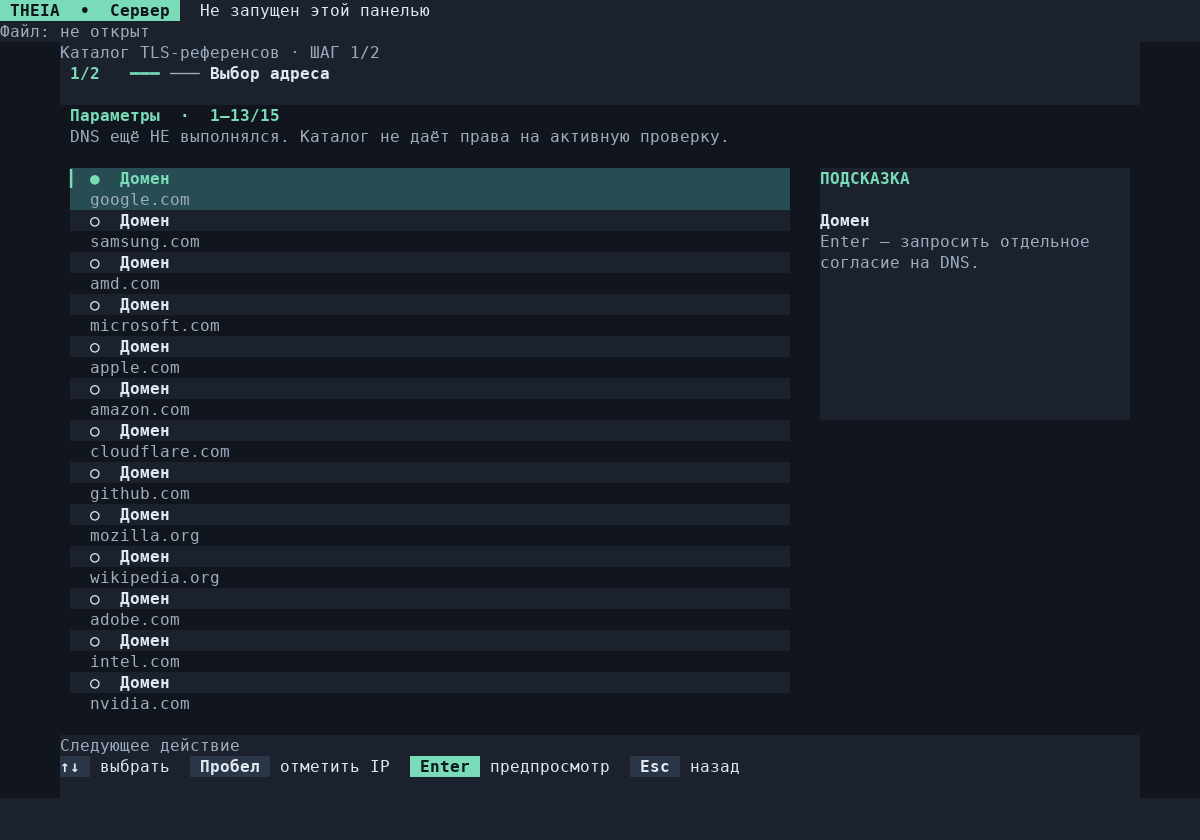 THEIA • Сервер Не запущен этой панелью
Файл: не открыт
Каталог TLS-референсов · ШАГ 1/2
1/2 ━━━ ─── Выбор адреса
Параметры · 1–13/15
DNS ещё НЕ выполнялся. Каталог не даёт права на активную проверку.
● Домен
google.com
○ Домен
samsung.com
○ Домен
amd.com
○ Домен
microsoft.com
○ Домен
apple.com
○ Домен
amazon.com
○ Домен
cloudflare.com
○ Домен
github.com
○ Домен
mozilla.org
○ Домен
wikipedia.org
○ Домен
adobe.com
○ Домен
intel.com
○ Домен
nvidia.com
ПОДСКАЗКА
Домен
Enter — запросить отдельное
согласие на DNS.
Следующее действие
↑↓ выбрать Пробел отметить IP Enter предпросмотр Esc назад